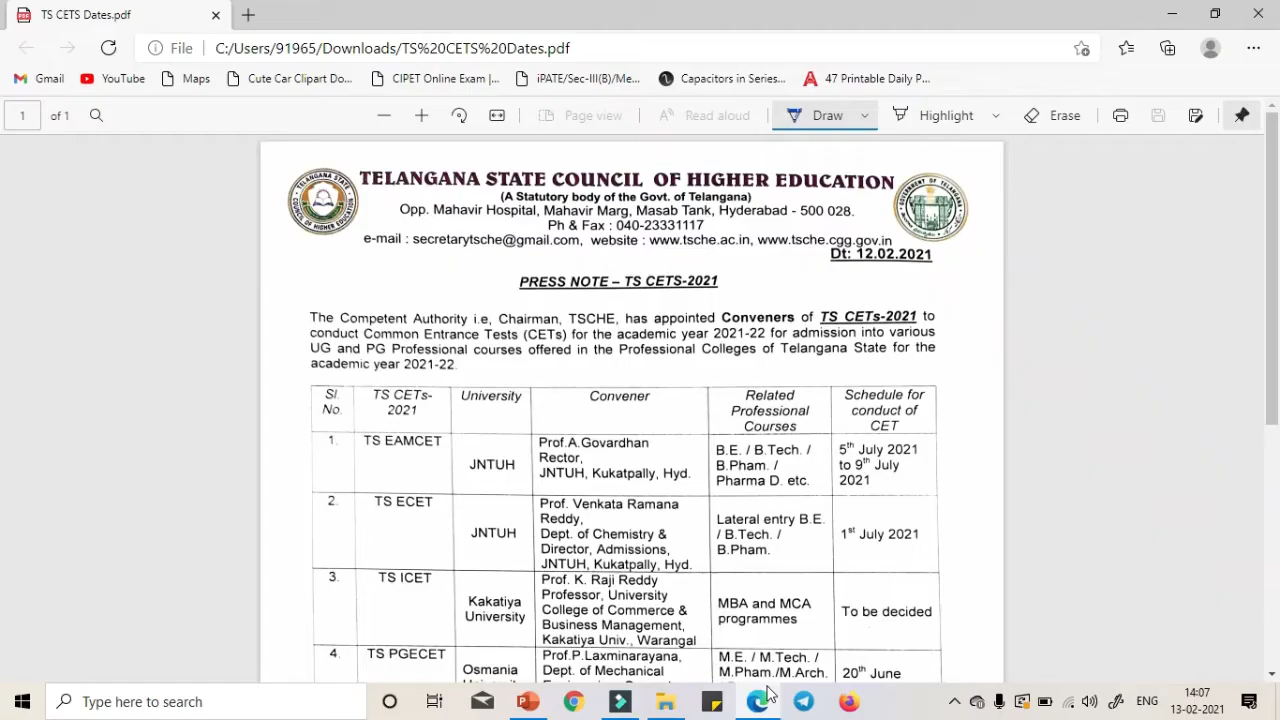 TS CETS Dates.pdf
File
C:/Users/91965/Downloads/TS%20CETS%20Dates.pdf
Gmail
YouTube
Maps
Cute Car Clipart Do...
CIPET Online Exam |...
iPATE/Sec-III(B)/Me...
Capacitors in Series...
47 Printable Daily P...
1 of 1
Page view
Read aloud
Draw
Highlight
Erase
TELANGANA STATE COUNCIL OF HIGHER EDUCATION
(A Statutory body of the Govt. of Telangana)
Opp. Mahavir Hospital, Mahavir Marg, Masab Tank, Hyderabad - 500 028.
Ph & Fax : 040-23331117
e-mail : secretarytsche@gmail.com, website : www.tsche.ac.in, www.tsche.cgg.gov.in
Dt: 12.02.2021
PRESS NOTE – TS CETS-2021
The Competent Authority i.e, Chairman, TSCHE, has appointed Conveners of TS CETs-2021 to
conduct Common Entrance Tests (CETs) for the academic year 2021-22 for admission into various
UG and PG Professional courses offered in the Professional Colleges of Telangana State for the
academic year 2021-22.
Sl. No.
TS CETs-2021
University
Convener
Related Professional Courses
Schedule for conduct of CET
1.
TS EAMCET
JNTUH
Prof.A.Govardhan
Rector,
JNTUH, Kukatpally, Hyd.
B.E. / B.Tech. /
B.Pham. /
Pharma D. etc.
5th July 2021
to 9th July
2021
2.
TS ECET
JNTUH
Prof. Venkata Ramana
Reddy,
Dept. of Chemistry &
Director, Admissions,
JNTUH, Kukatpally, Hyd.
Lateral entry B.E.
/ B.Tech. /
B.Pham.
1st July 2021
3.
TS ICET
Kakatiya
University
Prof. K. Raji Reddy
Professor, University
College of Commerce &
Business Management,
Kakatiya Univ., Warangal
MBA and MCA
programmes
To be decided
4.
TS PGECET
Osmania
Prof.P.Laxminarayana,
Dept. of Mechanical
M.E. / M.Tech. /
M.Pham./M.Arch.
20th June
Type here to search
ENG
14:07
13-02-2021